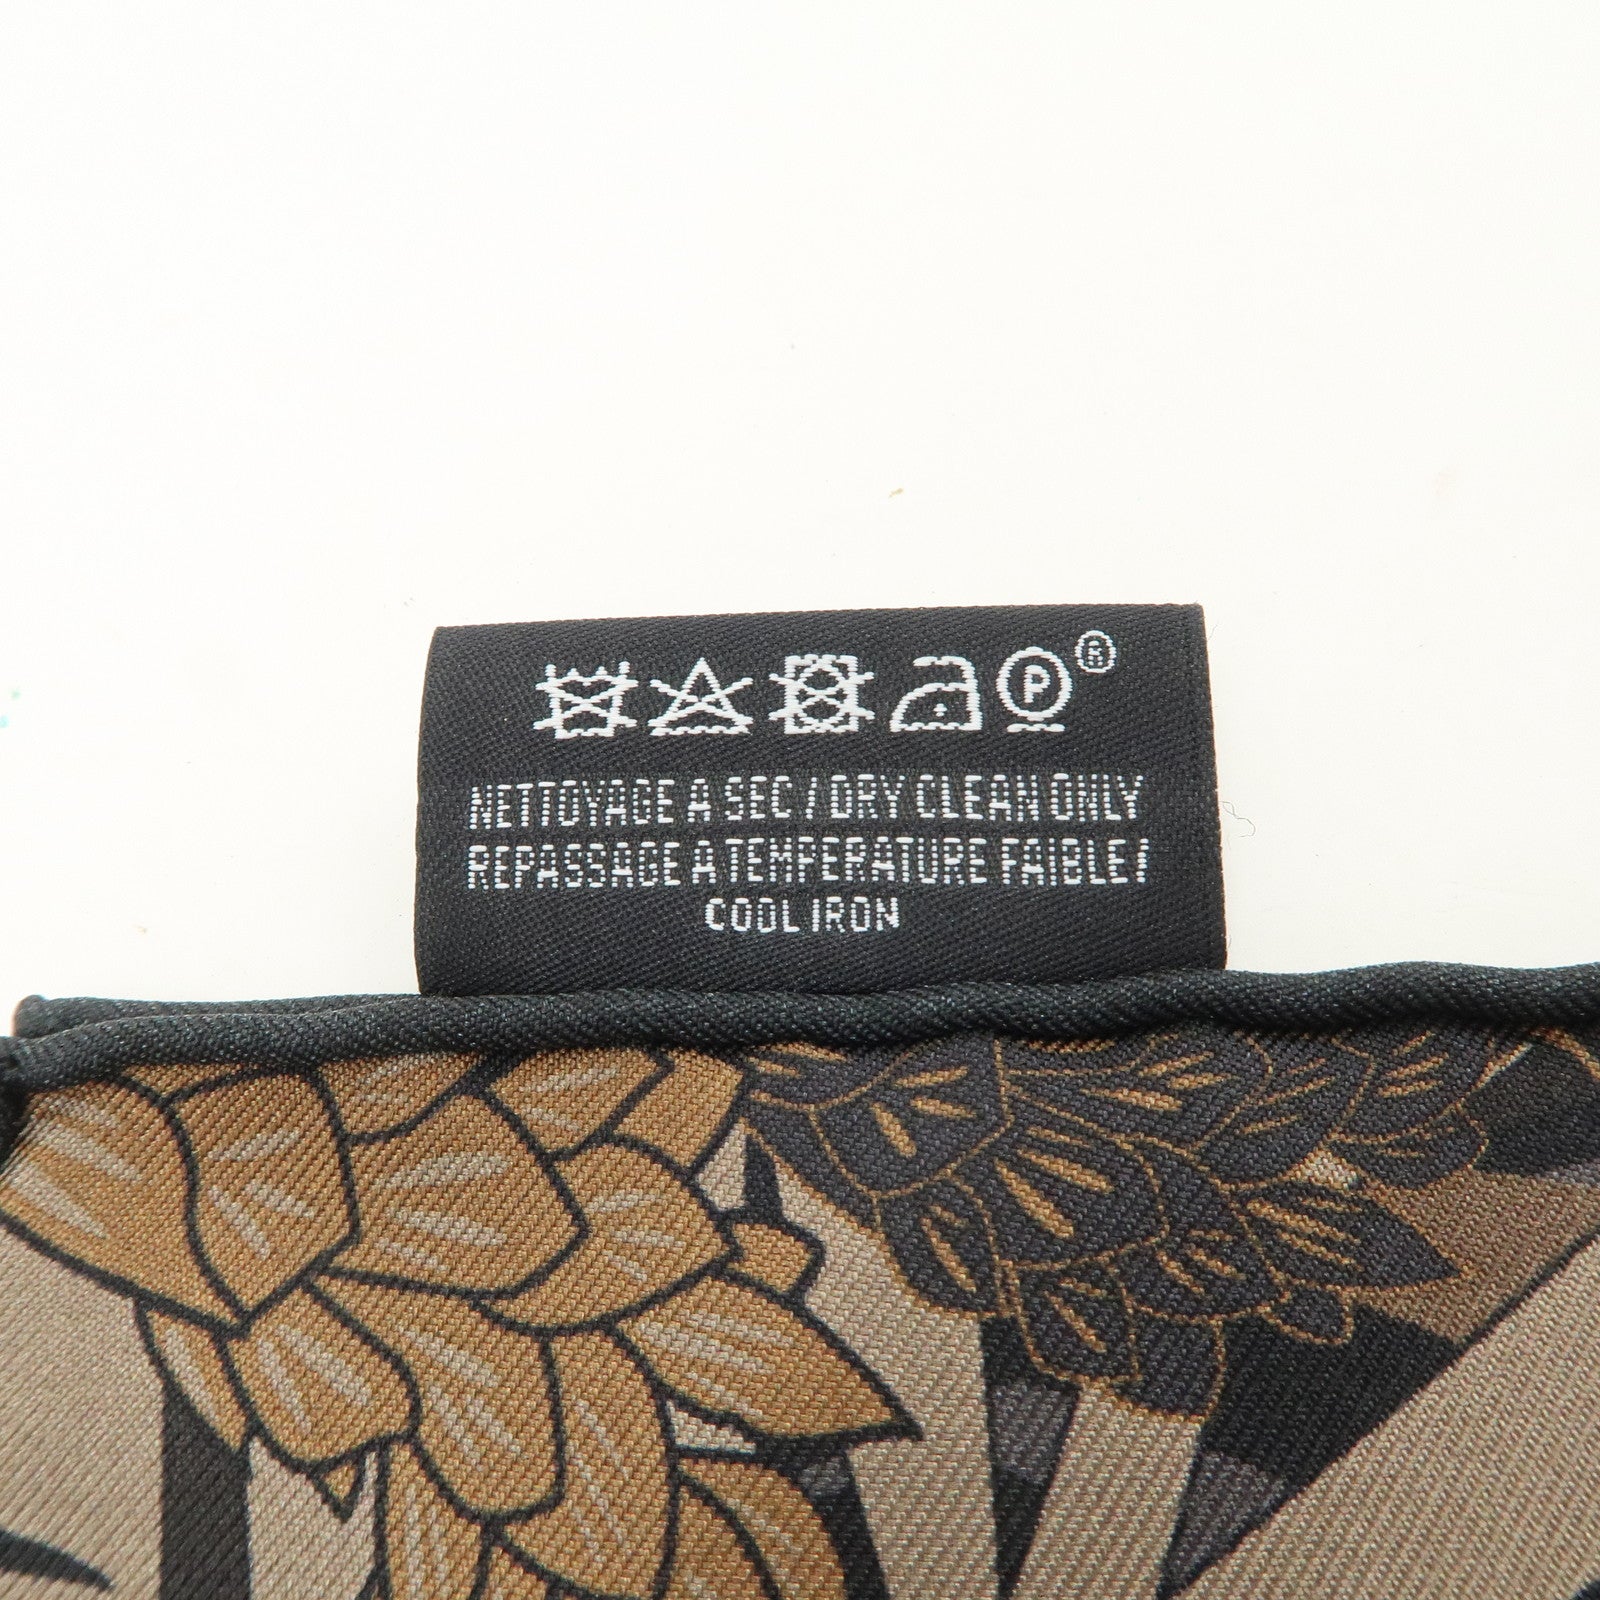 P ®
NETTOYAGE A SEC / DRY CLEAN ONLY
REPASSAGE A TEMPERATURE FAIBLE /
COOL IRON